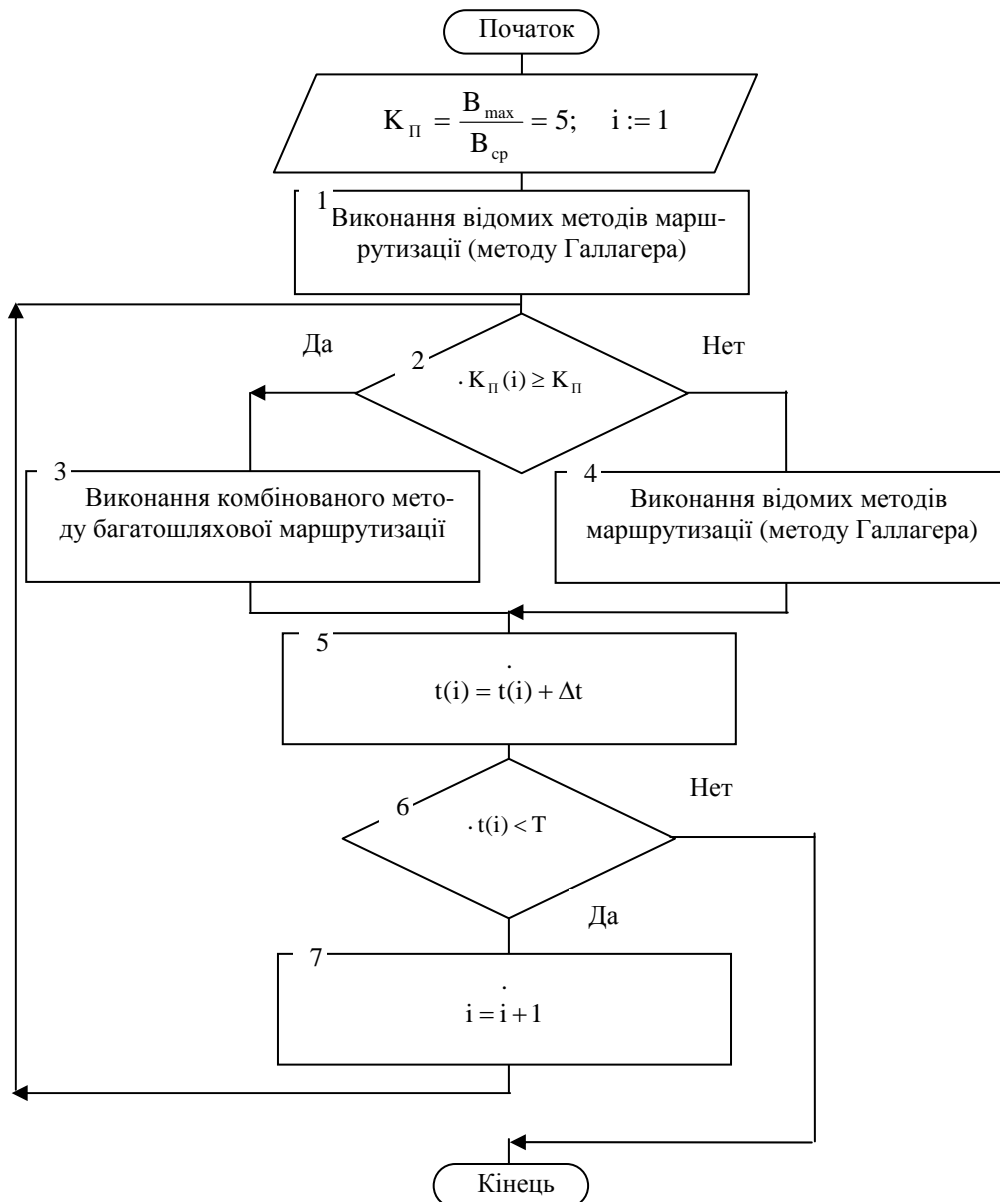 Початок
K_П = B_max / B_ср = 5; i := 1
1
Виконання відомих методів марш-
рутизації (методу Галлагера)
Да
2
Нет
. K_П(i) ≥ K_П
3
Виконання комбінованого мето-
ду багатошляхової маршрутизації
4
Виконання відомих методів
маршрутизації (методу Галлагера)
5
.
t(i) = t(i) + Δt
Нет
6
. t(i) < T
Да
7
.
i = i + 1
Кінець